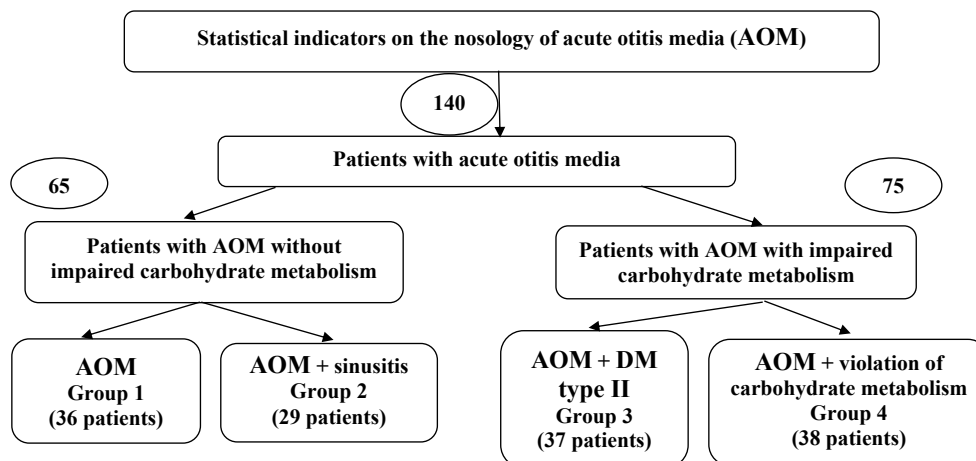 Statistical indicators on the nosology of acute otitis media (AOM)
140
Patients with acute otitis media
65
75
Patients with AOM without
impaired carbohydrate metabolism
Patients with AOM with impaired
carbohydrate metabolism
AOM
Group 1
(36 patients)
AOM + sinusitis
Group 2
(29 patients)
AOM + DM
type II
Group 3
(37 patients)
AOM + violation of
carbohydrate metabolism
Group 4
(38 patients)